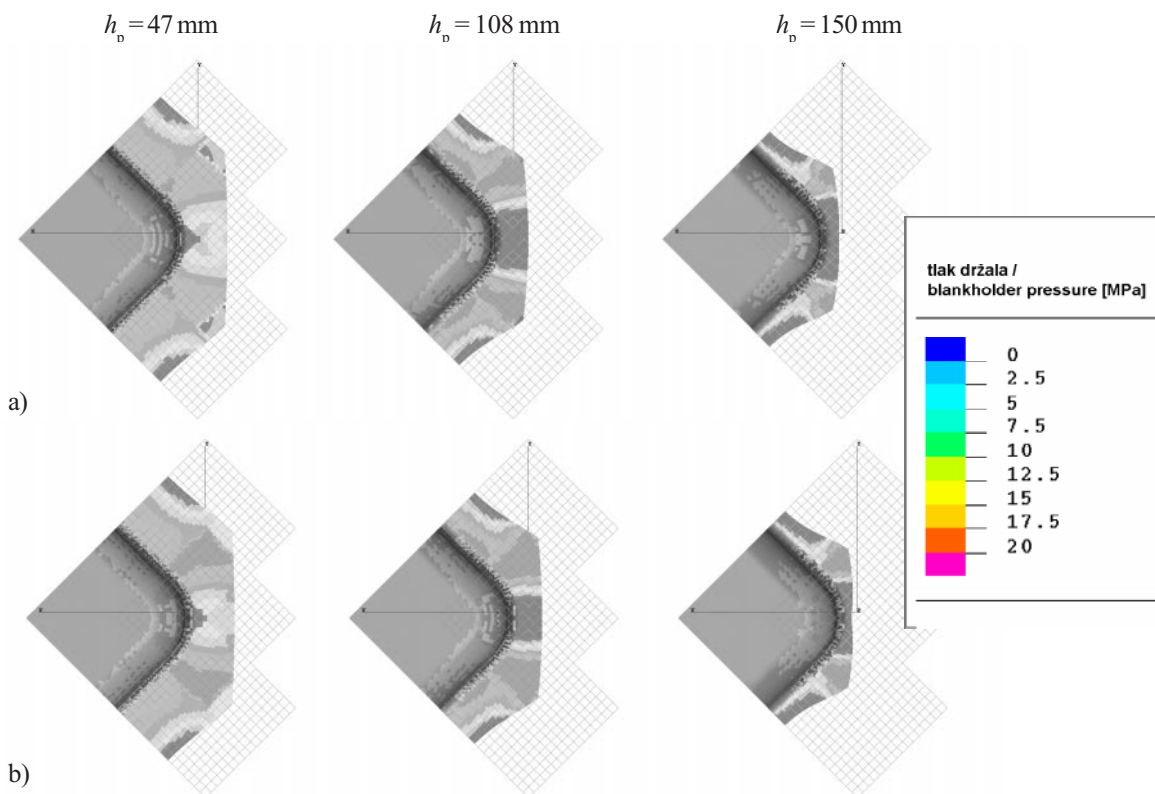 h_p = 47 mm h_p = 108 mm h_p = 150 mm
a)
tlak držala /
blankholder pressure [MPa]
0
2.5
5
7.5
10
12.5
15
17.5
20
b)